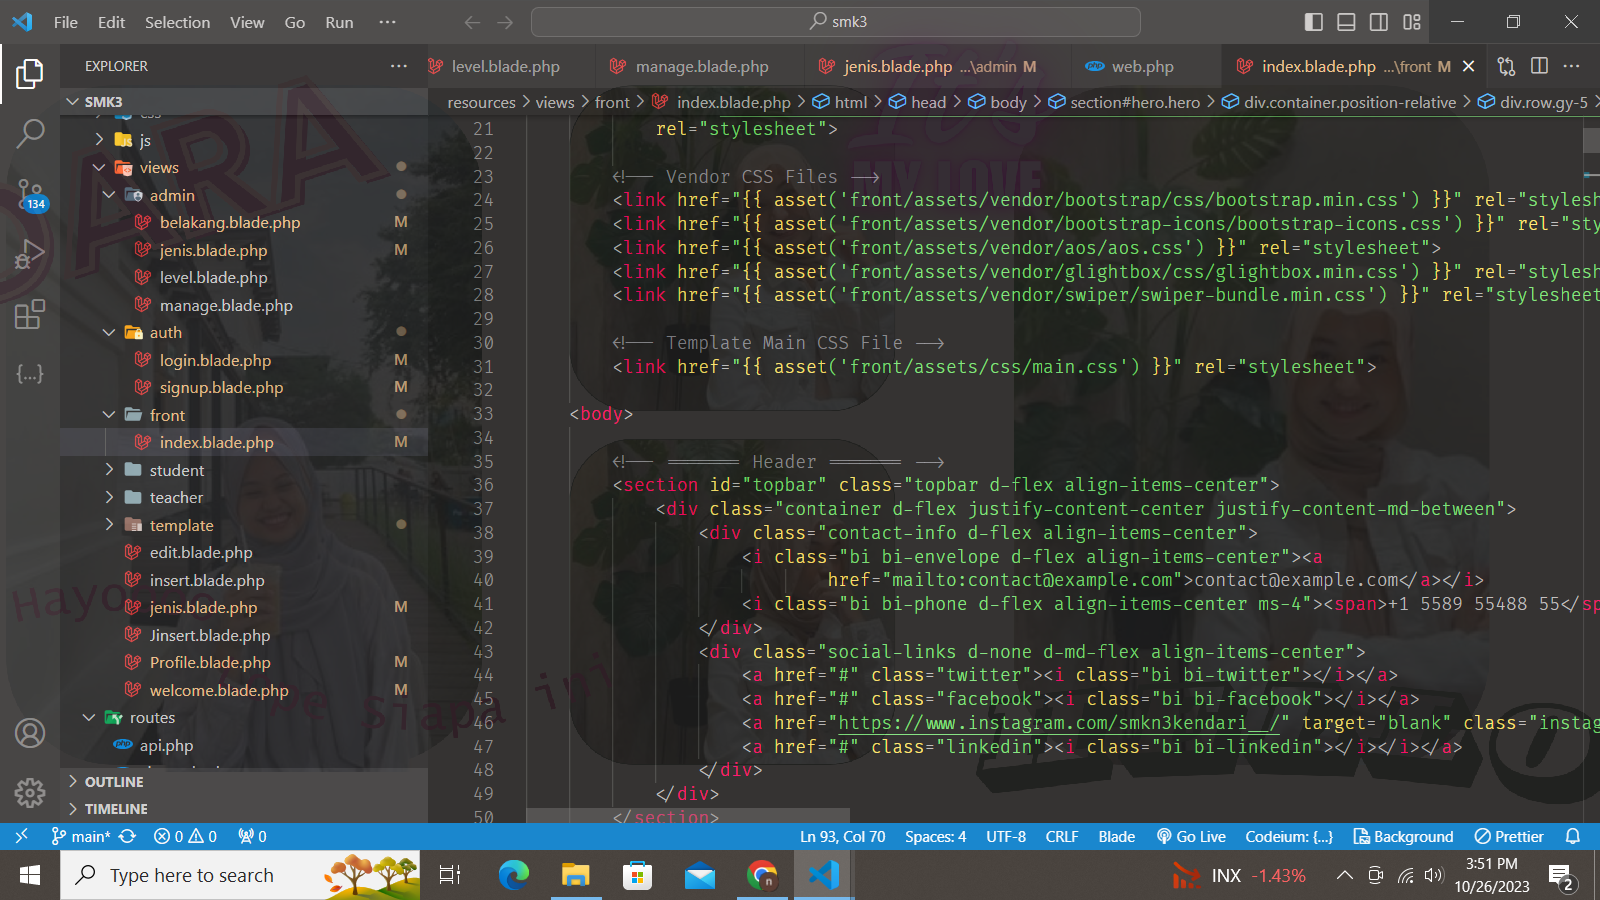 File Edit Selection View Go Run ··· smk3
EXPLORER ···
level.blade.php manage.blade.php jenis.blade.php ...\admin M web.php index.blade.php ...\front M
resources > views > front > index.blade.php > html > head > body > section#hero.hero > div.container.position-relative > div.row.gy-5 >
SMK3
css
js
views
admin
belakang.blade.php M
jenis.blade.php M
level.blade.php
manage.blade.php
auth
login.blade.php M
signup.blade.php M
front
index.blade.php M
student
teacher
template
edit.blade.php
insert.blade.php
jenis.blade.php M
Jinsert.blade.php
Profile.blade.php M
welcome.blade.php M
routes
api.php
OUTLINE
TIMELINE
134
{...}
21 rel="stylesheet">
22
23 <!-- Vendor CSS Files -->
24 <link href="{{ asset('front/assets/vendor/bootstrap/css/bootstrap.min.css') }}" rel="stylesh
25 <link href="{{ asset('front/assets/vendor/bootstrap-icons/bootstrap-icons.css') }}" rel="sty
26 <link href="{{ asset('front/assets/vendor/aos/aos.css') }}" rel="stylesheet">
27 <link href="{{ asset('front/assets/vendor/glightbox/css/glightbox.min.css') }}" rel="stylesh
28 <link href="{{ asset('front/assets/vendor/swiper/swiper-bundle.min.css') }}" rel="stylesheet
29
30 <!-- Template Main CSS File -->
31 <link href="{{ asset('front/assets/css/main.css') }}" rel="stylesheet">
32
33 <body>
34
35 <!-- ======= Header ======= -->
36 <section id="topbar" class="topbar d-flex align-items-center">
37 <div class="container d-flex justify-content-center justify-content-md-between">
38 <div class="contact-info d-flex align-items-center">
39 <i class="bi bi-envelope d-flex align-items-center"><a
40 href="mailto:contact@example.com">contact@example.com</a></i>
41 <i class="bi bi-phone d-flex align-items-center ms-4"><span>+1 5589 55488 55</sp
42 </div>
43 <div class="social-links d-none d-md-flex align-items-center">
44 <a href="#" class="twitter"><i class="bi bi-twitter"></i></a>
45 <a href="#" class="facebook"><i class="bi bi-facebook"></i></a>
46 <a href="https://www.instagram.com/smkn3kendari__/" target="blank" class="instag
47 <a href="#" class="linkedin"><i class="bi bi-linkedin"></i></i></a>
48 </div>
49 </div>
50 </section>
MY LOVE
Hayo
Siapa ini
main* 0 0 0 Ln 93, Col 70 Spaces: 4 UTF-8 CRLF Blade Go Live Codeium: {...} Background Prettier
Type here to search INX -1.43% 3:51 PM
10/26/2023 2